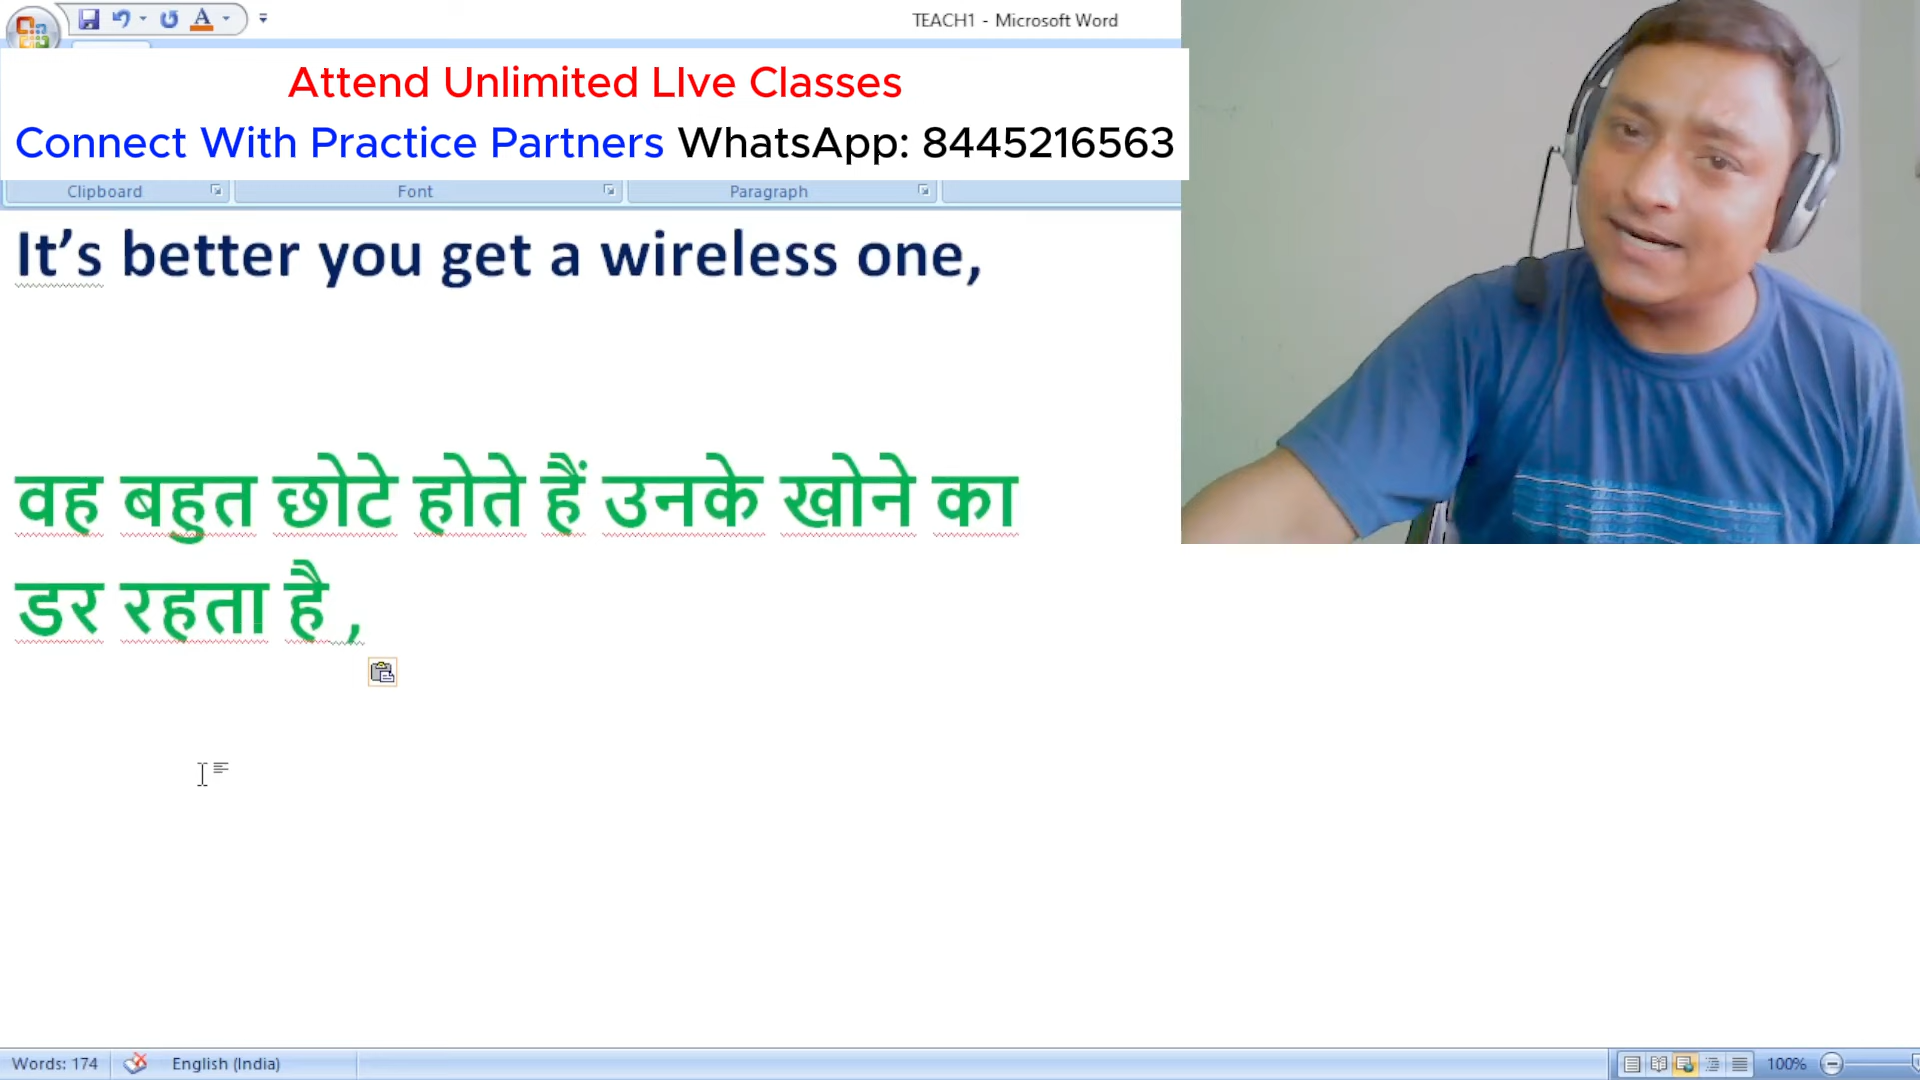 TEACH1 - Microsoft Word
Attend Unlimited LIve Classes
Connect With Practice Partners WhatsApp: 8445216563
Clipboard Font Paragraph
It’s better you get a wireless one,
वह बहुत छोटे होते हैं उनके खोने का
डर रहता है ,
Words: 174 English (India) 100%